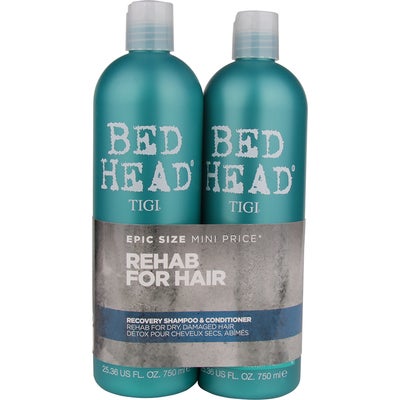 BED
HEAD®
TIGI
BED
HEAD®
TIGI
EPIC SIZE MINI PRICE*
REHAB
FOR HAIR
RECOVERY SHAMPOO & CONDITIONER
REHAB FOR DRY, DAMAGED HAIR
DÉTOX POUR CHEVEUX SECS, ABÎMÉS
25.36 US FL. OZ. 750 ml e
25.36 US FL. OZ. 750 ml e